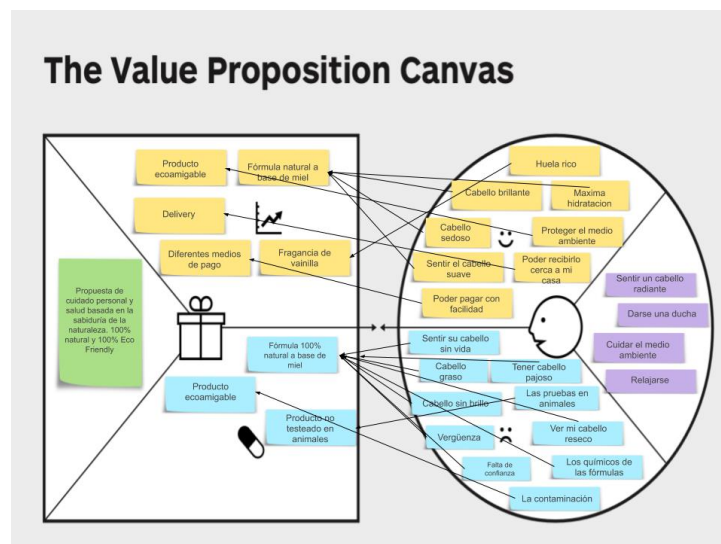 The Value Proposition Canvas
Producto
ecoamigable
Fórmula natural a
base de miel
Delivery
Diferentes medios
de pago
Fragancia de
vainilla
Propuesta de
cuidado personal y
salud basada en la
sabiduría de la
naturaleza. 100%
natural y 100% Eco
Friendly
Fórmula 100%
natural a base de
miel
Producto
ecoamigable
Producto no
testeado en
animales
Huela rico
Cabello brillante
Maxima
hidratacion
Cabello
sedoso
Proteger el medio
ambiente
Sentir el cabello
suave
Poder recibirlo
cerca a mi
casa
Poder pagar con
facilidad
Sentir un cabello
radiante
Darse una ducha
Cuidar el medio
ambiente
Relajarse
Sentir su cabello
sin vida
Cabello
graso
Tener cabello
pajoso
Cabello sin brillo
Las pruebas en
animales
Vergüenza
Ver mi cabello
reseco
Falta de
confianza
Los químicos de
las fórmulas
La contaminación